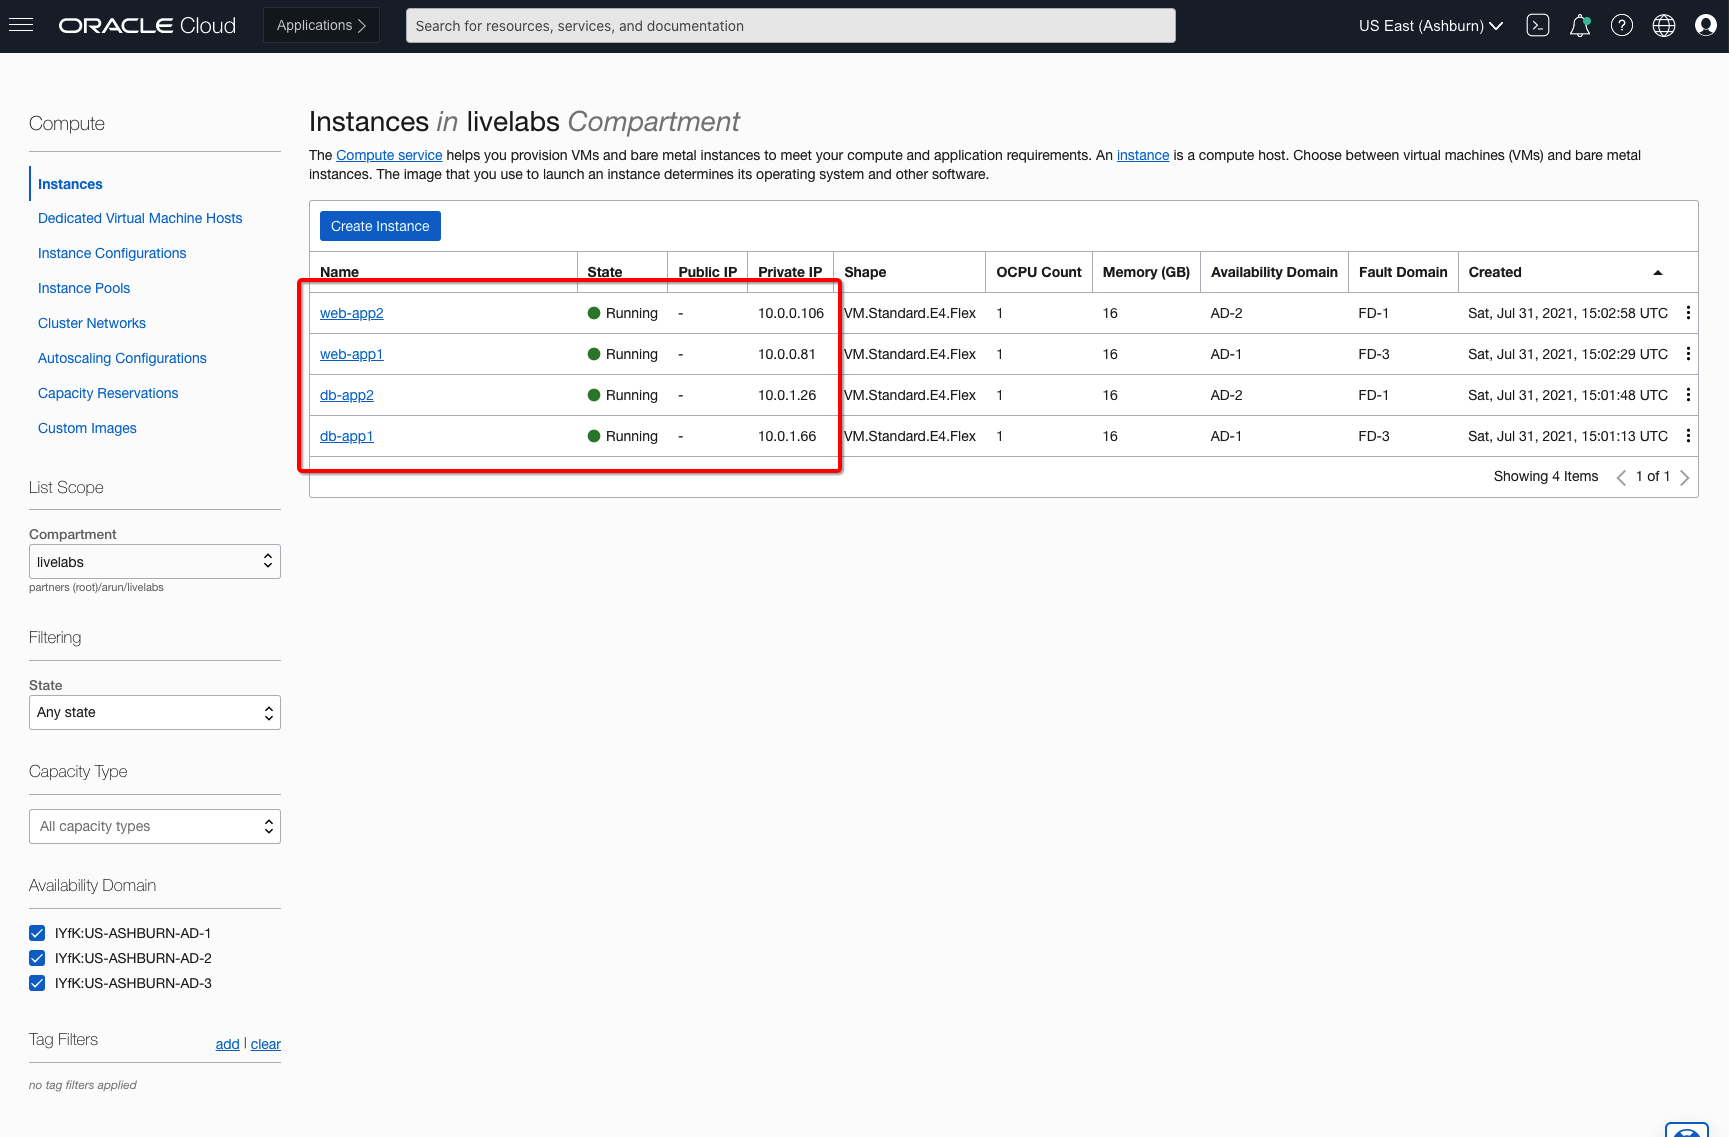 ORACLE Cloud Applications Search for resources, services, and documentation US East (Ashburn)
Compute
Instances
Dedicated Virtual Machine Hosts
Instance Configurations
Instance Pools
Cluster Networks
Autoscaling Configurations
Capacity Reservations
Custom Images
List Scope
Compartment
livelabs
partners (root)/arun/livelabs
Filtering
State
Any state
Capacity Type
All capacity types
Availability Domain
IYfK:US-ASHBURN-AD-1
IYfK:US-ASHBURN-AD-2
IYfK:US-ASHBURN-AD-3
Tag Filters add | clear
no tag filters applied
Instances in livelabs Compartment
The Compute service helps you provision VMs and bare metal instances to meet your compute and application requirements. An instance is a compute host. Choose between virtual machines (VMs) and bare metal
instances. The image that you use to launch an instance determines its operating system and other software.
Create Instance
Name State Public IP Private IP Shape OCPU Count Memory (GB) Availability Domain Fault Domain Created
web-app2 Running - 10.0.0.106 VM.Standard.E4.Flex 1 16 AD-2 FD-1 Sat, Jul 31, 2021, 15:02:58 UTC
web-app1 Running - 10.0.0.81 VM.Standard.E4.Flex 1 16 AD-1 FD-3 Sat, Jul 31, 2021, 15:02:29 UTC
db-app2 Running - 10.0.1.26 VM.Standard.E4.Flex 1 16 AD-2 FD-1 Sat, Jul 31, 2021, 15:01:48 UTC
db-app1 Running - 10.0.1.66 VM.Standard.E4.Flex 1 16 AD-1 FD-3 Sat, Jul 31, 2021, 15:01:13 UTC
Showing 4 Items 1 of 1